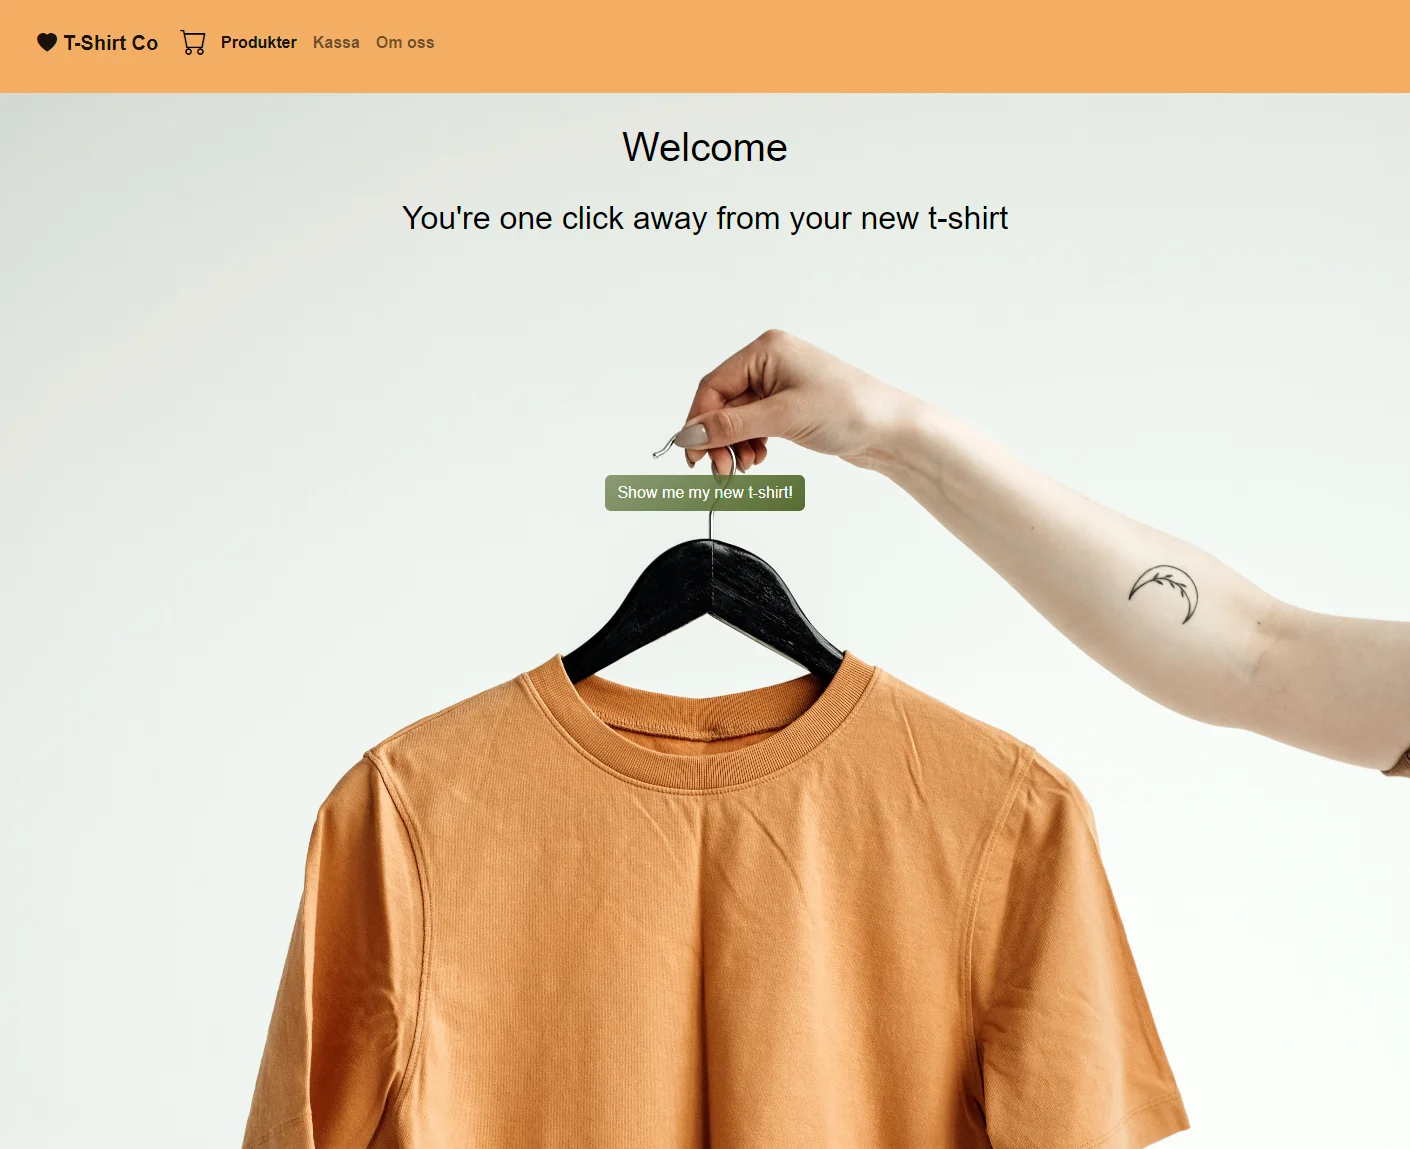 T-Shirt Co Produkter Kassa Om oss
Welcome
You're one click away from your new t-shirt
Show me my new t-shirt!